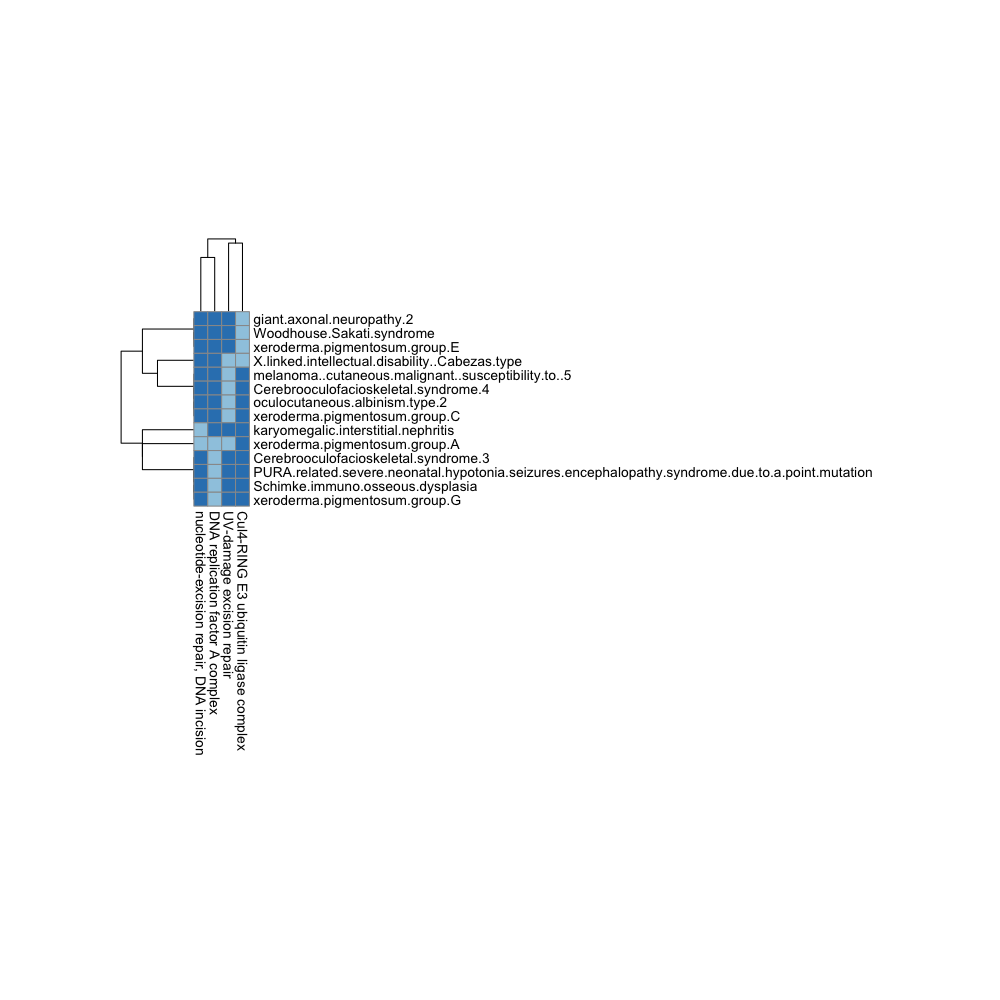 giant.axonal.neuropathy.2
Woodhouse.Sakati.syndrome
xeroderma.pigmentosum.group.E
X.linked.intellectual.disability..Cabezas.type
melanoma..cutaneous.malignant..susceptibility.to..5
Cerebrooculofacioskeletal.syndrome.4
oculocutaneous.albinism.type.2
xeroderma.pigmentosum.group.C
karyomegalic.interstitial.nephritis
xeroderma.pigmentosum.group.A
Cerebrooculofacioskeletal.syndrome.3
PURA.related.severe.neonatal.hypotonia.seizures.encephalopathy.syndrome.due.to.a.point.mutation
Schimke.immuno.osseous.dysplasia
xeroderma.pigmentosum.group.G
nucleotide-excision repair, DNA incision
DNA replication factor A complex
UV-damage excision repair
Cul4-RING E3 ubiquitin ligase complex